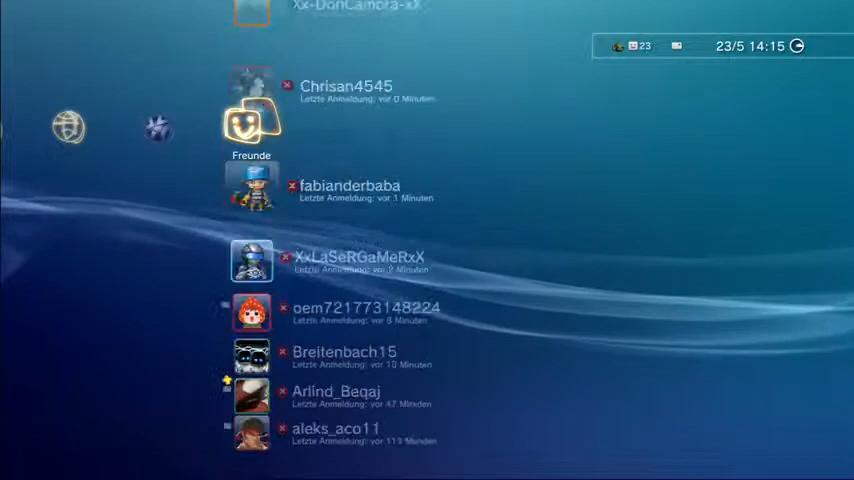 Xx-DonCamora-xX
23
23/5 14:15
Chrisan4545
Letzte Anmeldung: vor 0 Minuten
Freunde
fabianderbaba
Letzte Anmeldung: vor 1 Minuten
XxLaSeRGaMeRxX
Letzte Anmeldung: vor 2 Minuten
oem721773148224
Letzte Anmeldung: vor 8 Minuten
Breitenbach15
Letzte Anmeldung: vor 10 Minuten
Arlind_Beqaj
Letzte Anmeldung: vor 47 Minuten
aleks_aco11
Letzte Anmeldung: vor 113 Minuten